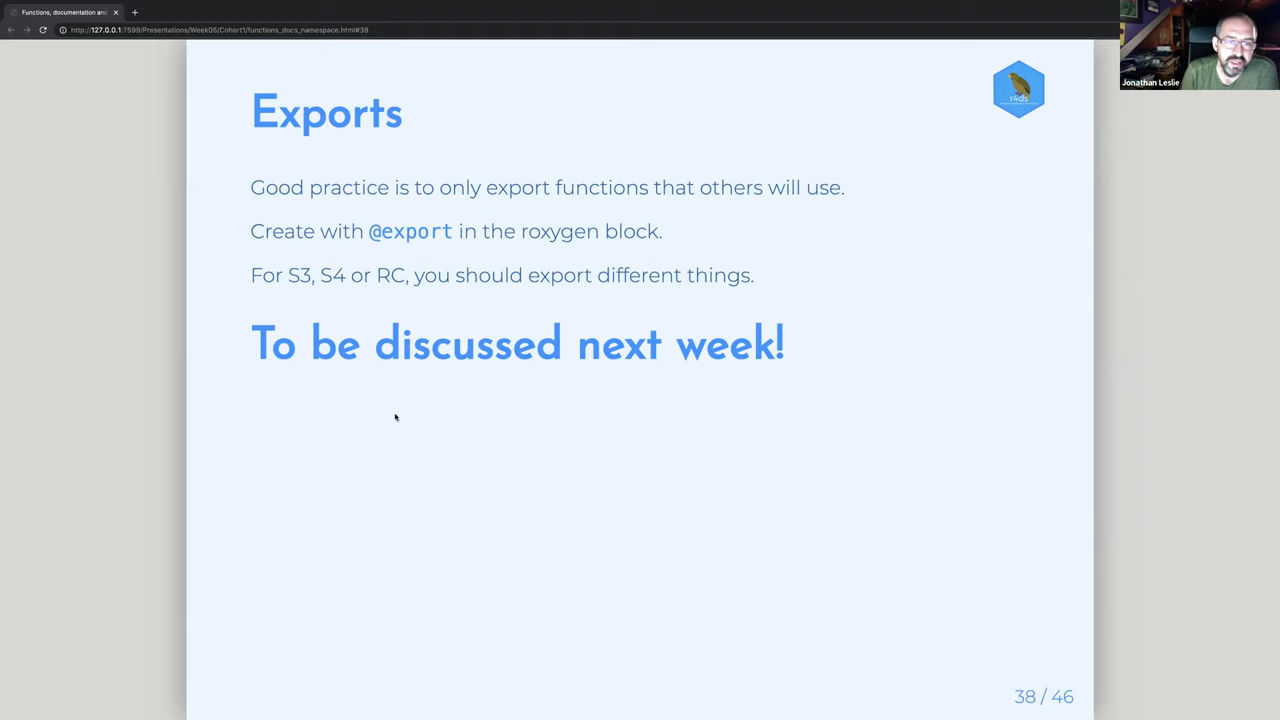 Functions, documentation and
http://127.0.0.1:7599/Presentations/Week05/Cohort1/functions_docs_namespace.html#38
Jonathan Leslie
r4ds
Exports
Good practice is to only export functions that others will use.
Create with @export in the roxygen block.
For S3, S4 or RC, you should export different things.
To be discussed next week!
38 / 46